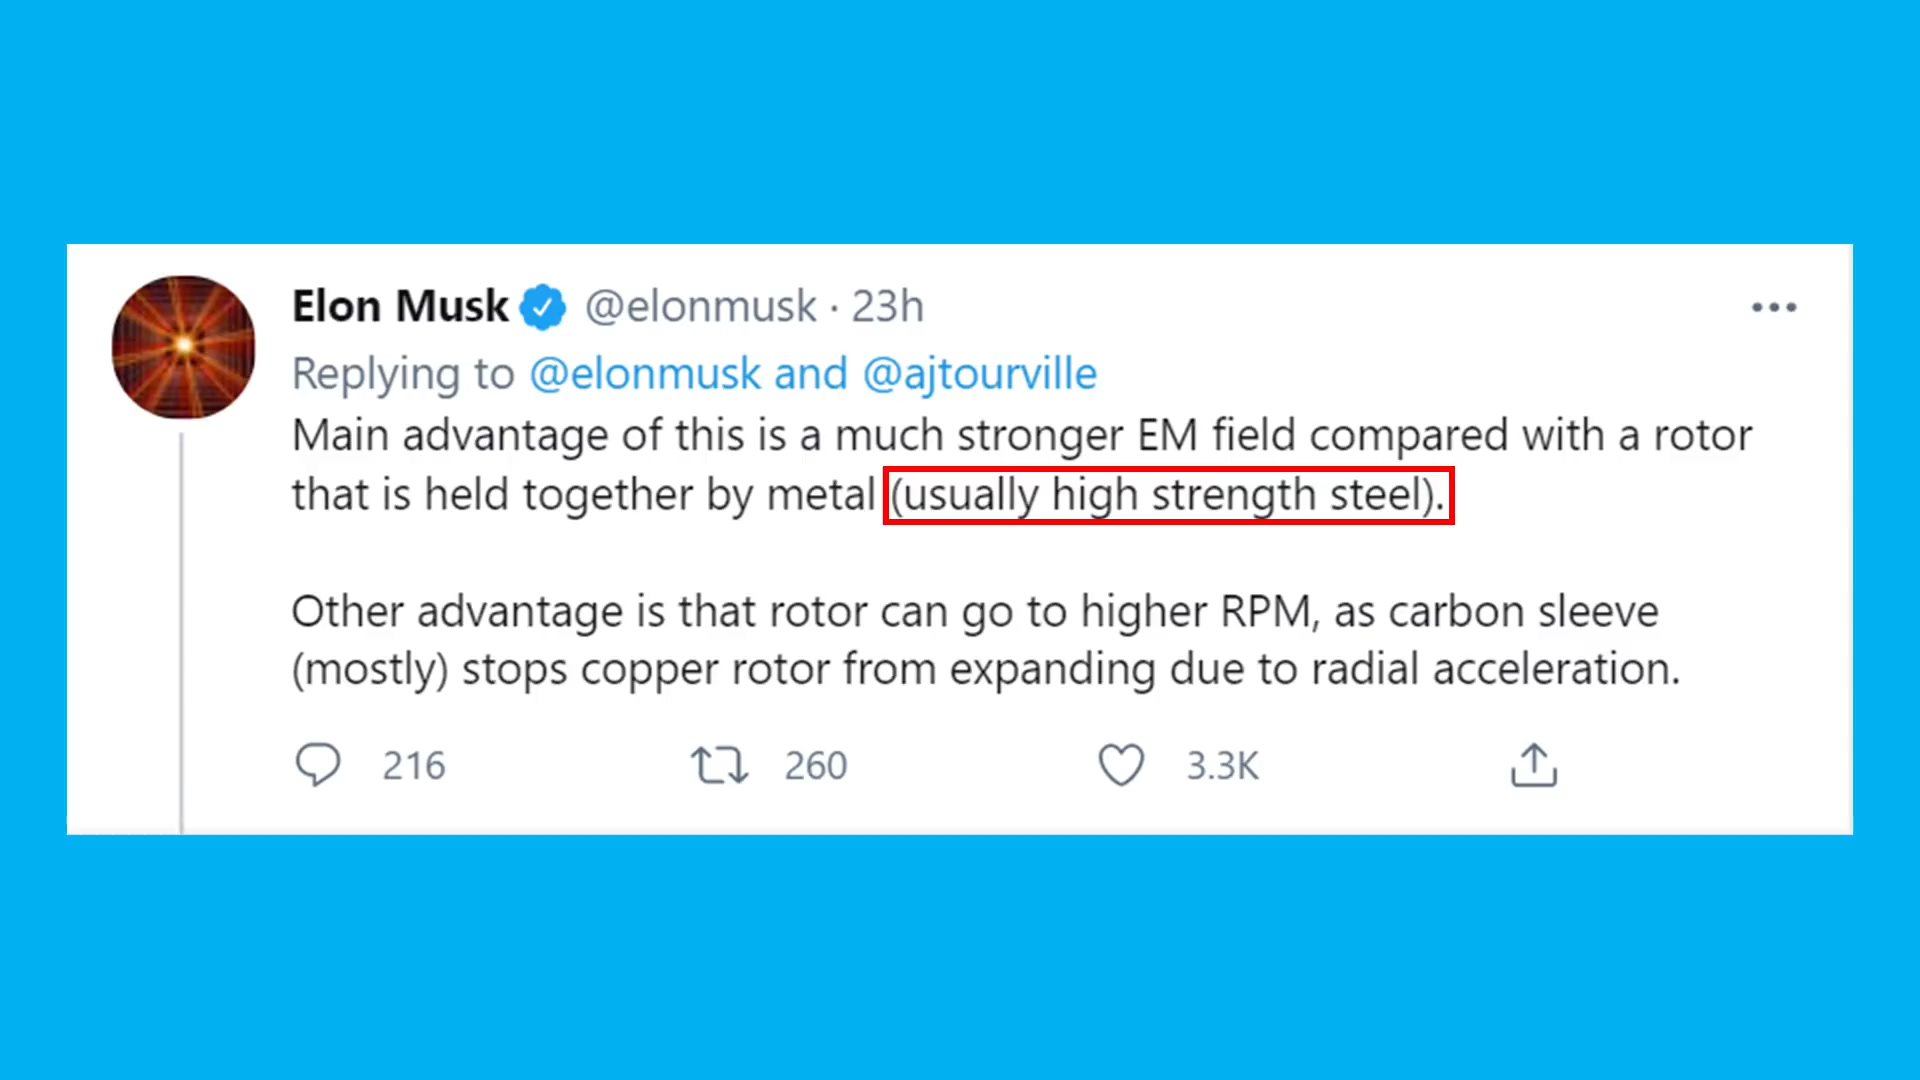 Elon Musk @elonmusk · 23h
Replying to @elonmusk and @ajtourville
Main advantage of this is a much stronger EM field compared with a rotor
that is held together by metal (usually high strength steel).
Other advantage is that rotor can go to higher RPM, as carbon sleeve
(mostly) stops copper rotor from expanding due to radial acceleration.
216 260 3.3K